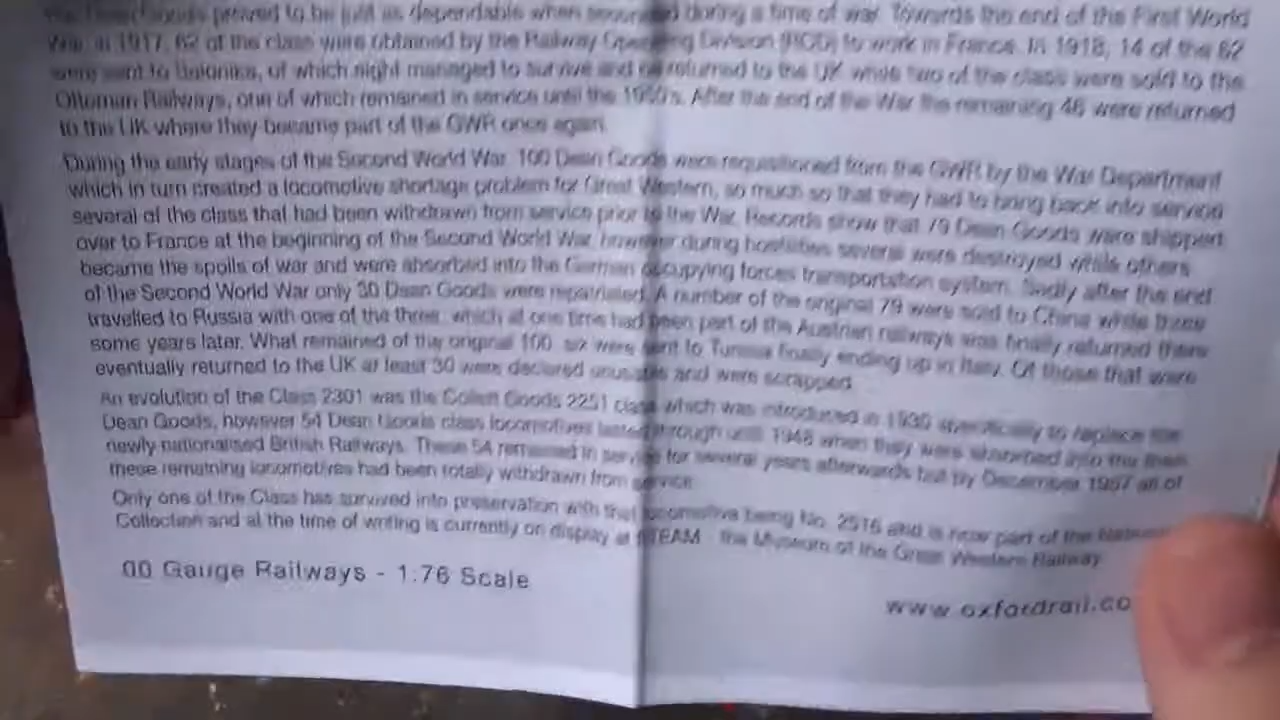 Goods proved to be just as dependable when during a time of war. Towards the end of the First World
War, in 1917, 62 of the class were obtained by the Railway Operating Division (ROD) to work in France. In 1918, 14 of the 62
were sent to Salonika, of which eight managed to survive and returned to the UK while two of the class were sold to the
Ottoman Railways, one of which remained in service until the 1950's. After the end of the War the remaining 46 were returned
to the UK where they became part of the GWR once again.
During the early stages of the Second World War, 100 Dean Goods were requisitioned from the GWR by the War Department
which in turn created a locomotive shortage problem for Great Western, so much so that they had to bring back into service
several of the class that had been withdrawn from service prior to the War. Records show that 79 Dean Goods were shipped
over to France at the beginning of the Second World War, however during hostilities several were destroyed while others
became the spoils of war and were absorbed into the German occupying forces transportation system. Sadly after the end
of the Second World War only 30 Dean Goods were repatriated. A number of the original 79 were sold to China while three
travelled to Russia with one of the three, which at one time had been part of the Austrian railways was finally returned there
some years later. What remained of the original 100, six were sent to Tunisia finally ending up in Italy. Of those that were
eventually returned to the UK at least 30 were declared unusable and were scrapped.
An evolution of the Class 2301 was the Collett Goods 2251 class which was introduced in 1930 specifically to replace the
Dean Goods, however 54 Dean Goods class locomotives lasted through until 1948 when they were absorbed into the then
newly nationalised British Railways. These 54 remained in service for several years afterwards but by December 1957 all of
these remaining locomotives had been totally withdrawn from service.
Only one of the Class has survived into preservation with that locomotive being No. 2516 and is now part of the National
Collection and at the time of writing is currently on display at STEAM - the Museum of the Great Western Railway.
00 Gauge Railways - 1:76 Scale
www.oxfordrail.co